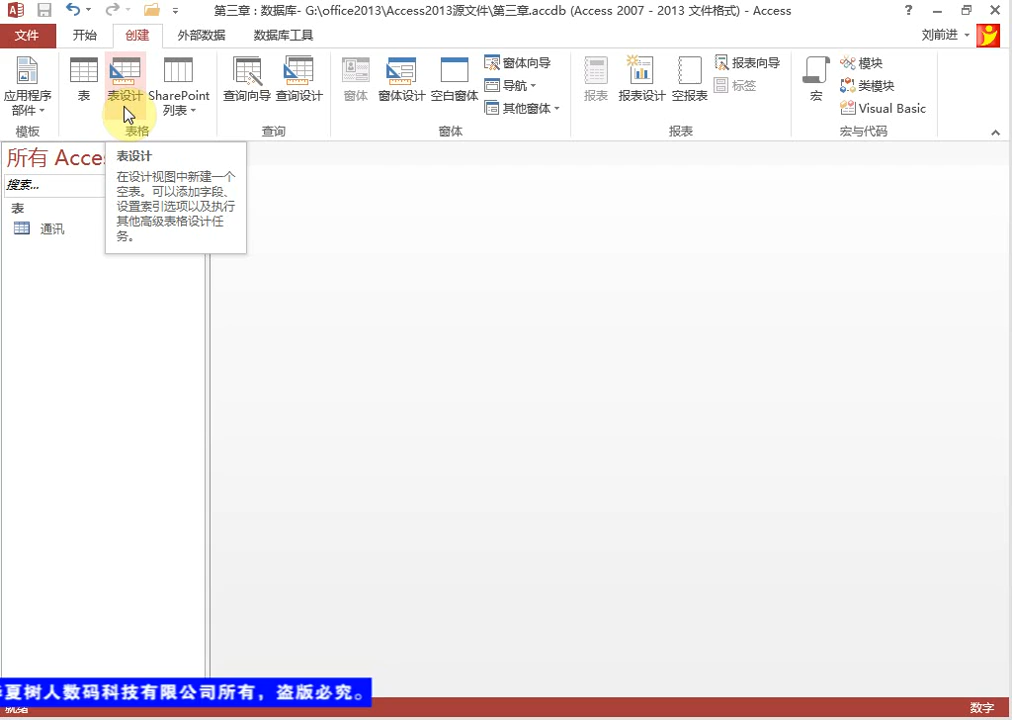 第三章 : 数据库- G:\office2013\Access2013源文件\第三章.accdb (Access 2007 - 2013 文件格式) - Access
?
文件 开始 创建 外部数据 数据库工具 刘前进
应用程序
部件
表
表设计
SharePoint
列表
查询向导
查询设计
窗体
窗体设计
空白窗体
窗体向导
导航
其他窗体
报表
报表设计
空报表
报表向导
标签
宏
模块
类模块
Visual Basic
模板 表格 查询 窗体 报表 宏与代码
所有 Acce
搜索...
表
通讯
表设计
在设计视图中新建一个
空表。可以添加字段、
设置索引选项以及执行
其他高级表格设计任
务。
夏树人数码科技有限公司所有，盗版必究。
就绪
数字